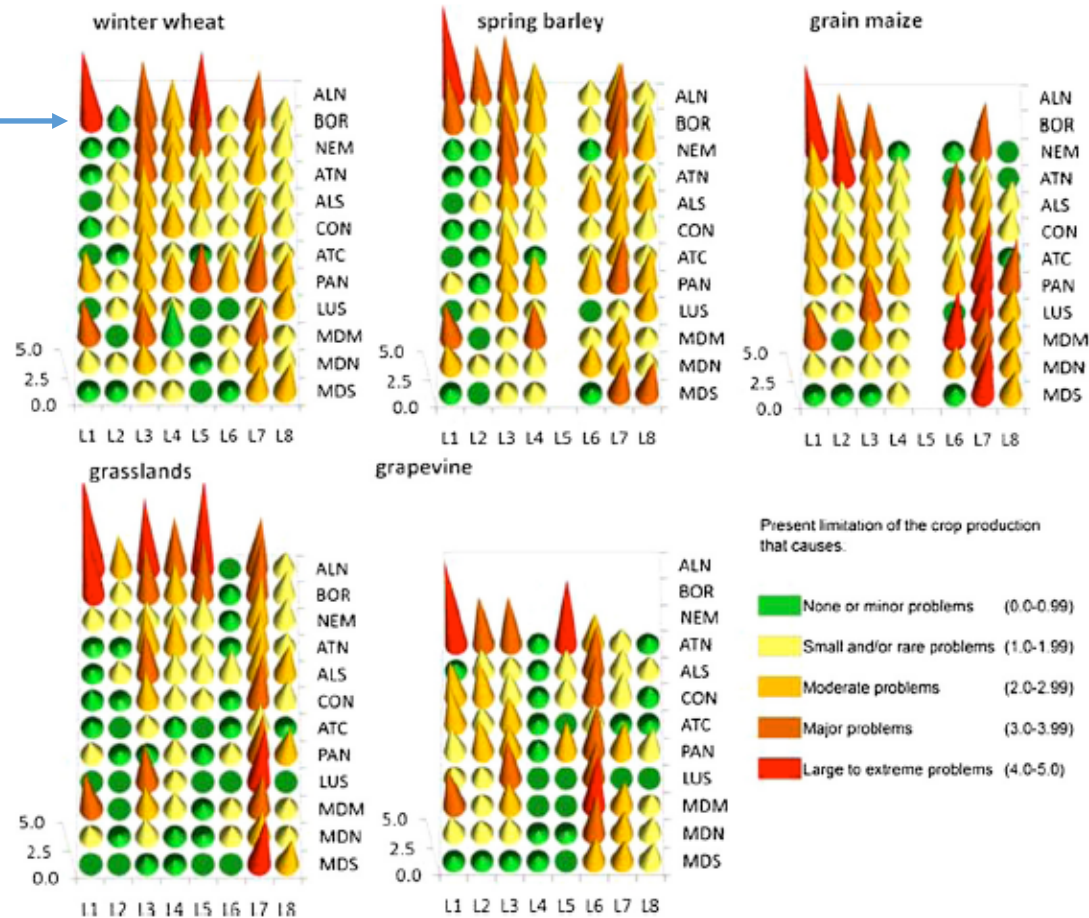 winter wheat
ALN
BOR
NEM
ATN
ALS
CON
ATC
PAN
LUS
MDM
MDN
MDS
5.0
2.5
0.0
L1 L2 L3 L4 L5 L6 L7 L8
spring barley
ALN
BOR
NEM
ATN
ALS
CON
ATC
PAN
LUS
MDM
MDN
MDS
5.0
2.5
0.0
L1 L2 L3 L4 L5 L6 L7 L8
grain maize
ALN
BOR
NEM
ATN
ALS
CON
ATC
PAN
LUS
MDM
MDN
MDS
5.0
2.5
0.0
L1 L2 L3 L4 L5 L6 L7 L8
grasslands
ALN
BOR
NEM
ATN
ALS
CON
ATC
PAN
LUS
MDM
MDN
MDS
5.0
2.5
0.0
L1 L2 L3 L4 L5 L6 L7 L8
grapevine
ALN
BOR
NEM
ATN
ALS
CON
ATC
PAN
LUS
MDM
MDN
MDS
5.0
2.5
0.0
L1 L2 L3 L4 L5 L6 L7 L8
Present limitation of the crop production
that causes:
None or minor problems (0.0-0.99)
Small and/or rare problems (1.0-1.99)
Moderate problems (2.0-2.99)
Major problems (3.0-3.99)
Large to extreme problems (4.0-5.0)